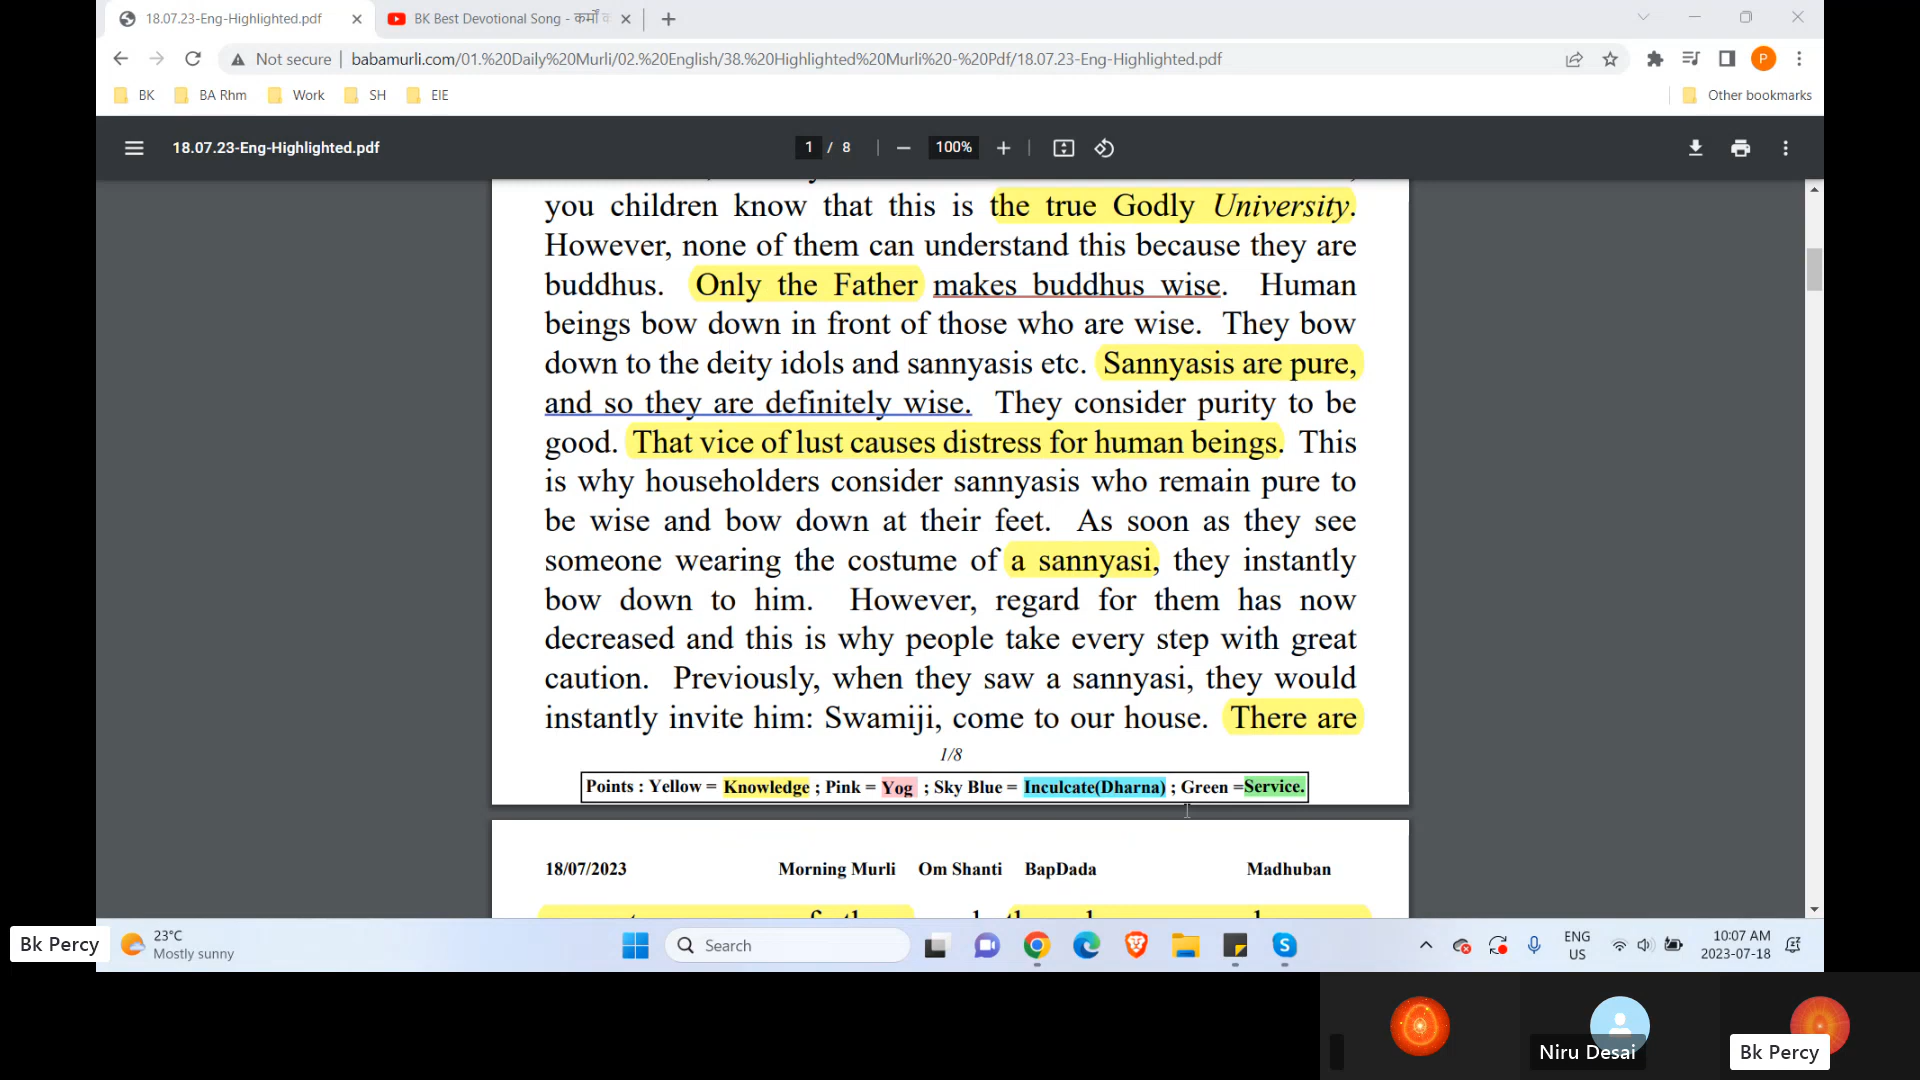 18.07.23-Eng-Highlighted.pdf
BK Best Devotional Song - कर्मों
Not secure
babamurli.com/01.%20Daily%20Murli/02.%20English/38.%20Highlighted%20Murli%20-%20Pdf/18.07.23-Eng-Highlighted.pdf
P
BK
BA Rhm
Work
SH
EIE
Other bookmarks
18.07.23-Eng-Highlighted.pdf
1 / 8
100%
you children know that this is the true Godly University.
However, none of them can understand this because they are
buddhus. Only the Father makes buddhus wise. Human
beings bow down in front of those who are wise. They bow
down to the deity idols and sannyasis etc. Sannyasis are pure,
and so they are definitely wise. They consider purity to be
good. That vice of lust causes distress for human beings. This
is why householders consider sannyasis who remain pure to
be wise and bow down at their feet. As soon as they see
someone wearing the costume of a sannyasi, they instantly
bow down to him. However, regard for them has now
decreased and this is why people take every step with great
caution. Previously, when they saw a sannyasi, they would
instantly invite him: Swamiji, come to our house. There are
1/8
Points : Yellow = Knowledge ; Pink = Yog ; Sky Blue = Inculcate(Dharna) ; Green =Service.
18/07/2023 Morning Murli Om Shanti BapDada Madhuban
Bk Percy
23°C
Mostly sunny
Search
ENG
US
10:07 AM
2023-07-18
Niru Desai
Bk Percy